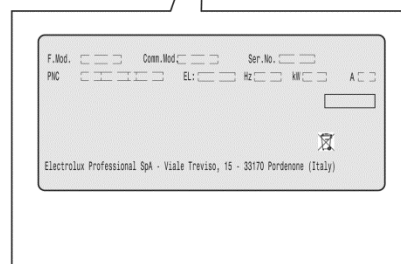 F.Mod. Comm.Mod. Ser.No.
PNC EL: Hz kW A
Electrolux Professional SpA - Viale Treviso, 15 - 33170 Pordenone (Italy)